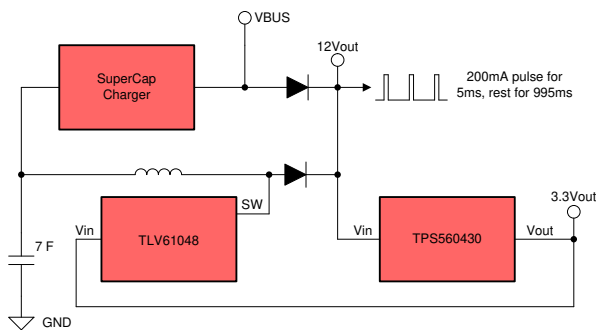 VBUS
12Vout
SuperCap
Charger
200mA pulse for
5ms, rest for 995ms
SW
3.3Vout
Vin
TLV61048
Vin
TPS560430
Vout
7 F
GND